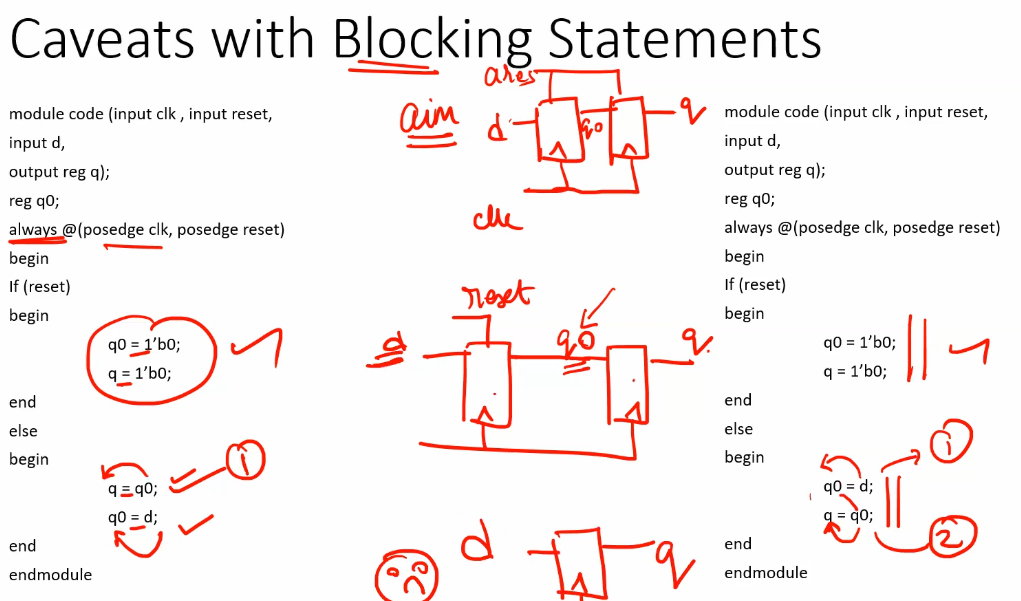 Caveats with Blocking Statements
module code (input clk , input reset,
input d,
output reg q);
reg q0;
always @(posedge clk, posedge reset)
begin
If (reset)
begin
q0 = 1'b0;
q = 1'b0;
end
else
begin
q = q0;
q0 = d;
end
endmodule
ares
aim
d
q0
q
clk
reset
d
q0
q
d
q
1
module code (input clk , input reset,
input d,
output reg q);
reg q0;
always @(posedge clk, posedge reset)
begin
If (reset)
begin
q0 = 1'b0;
q = 1'b0;
end
else
begin
q0 = d;
q = q0;
end
endmodule
1
2